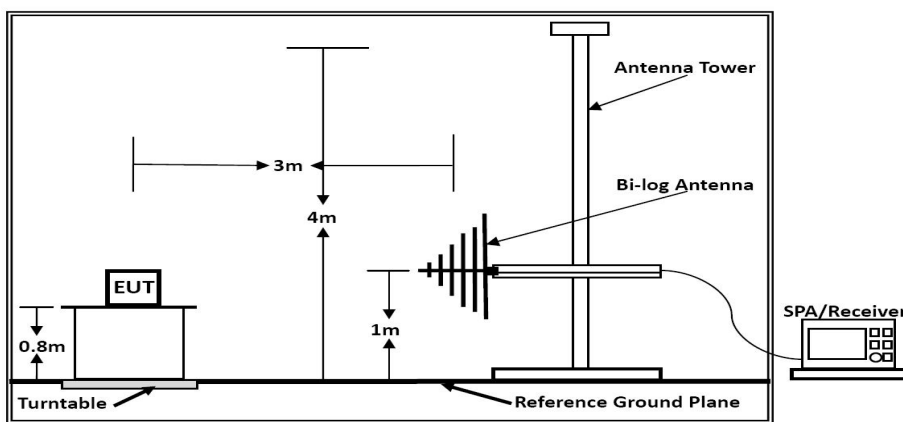 Antenna Tower
3m
Bi-log Antenna
4m
EUT
1m
0.8m
SPA/Receiver
Turntable
Reference Ground Plane